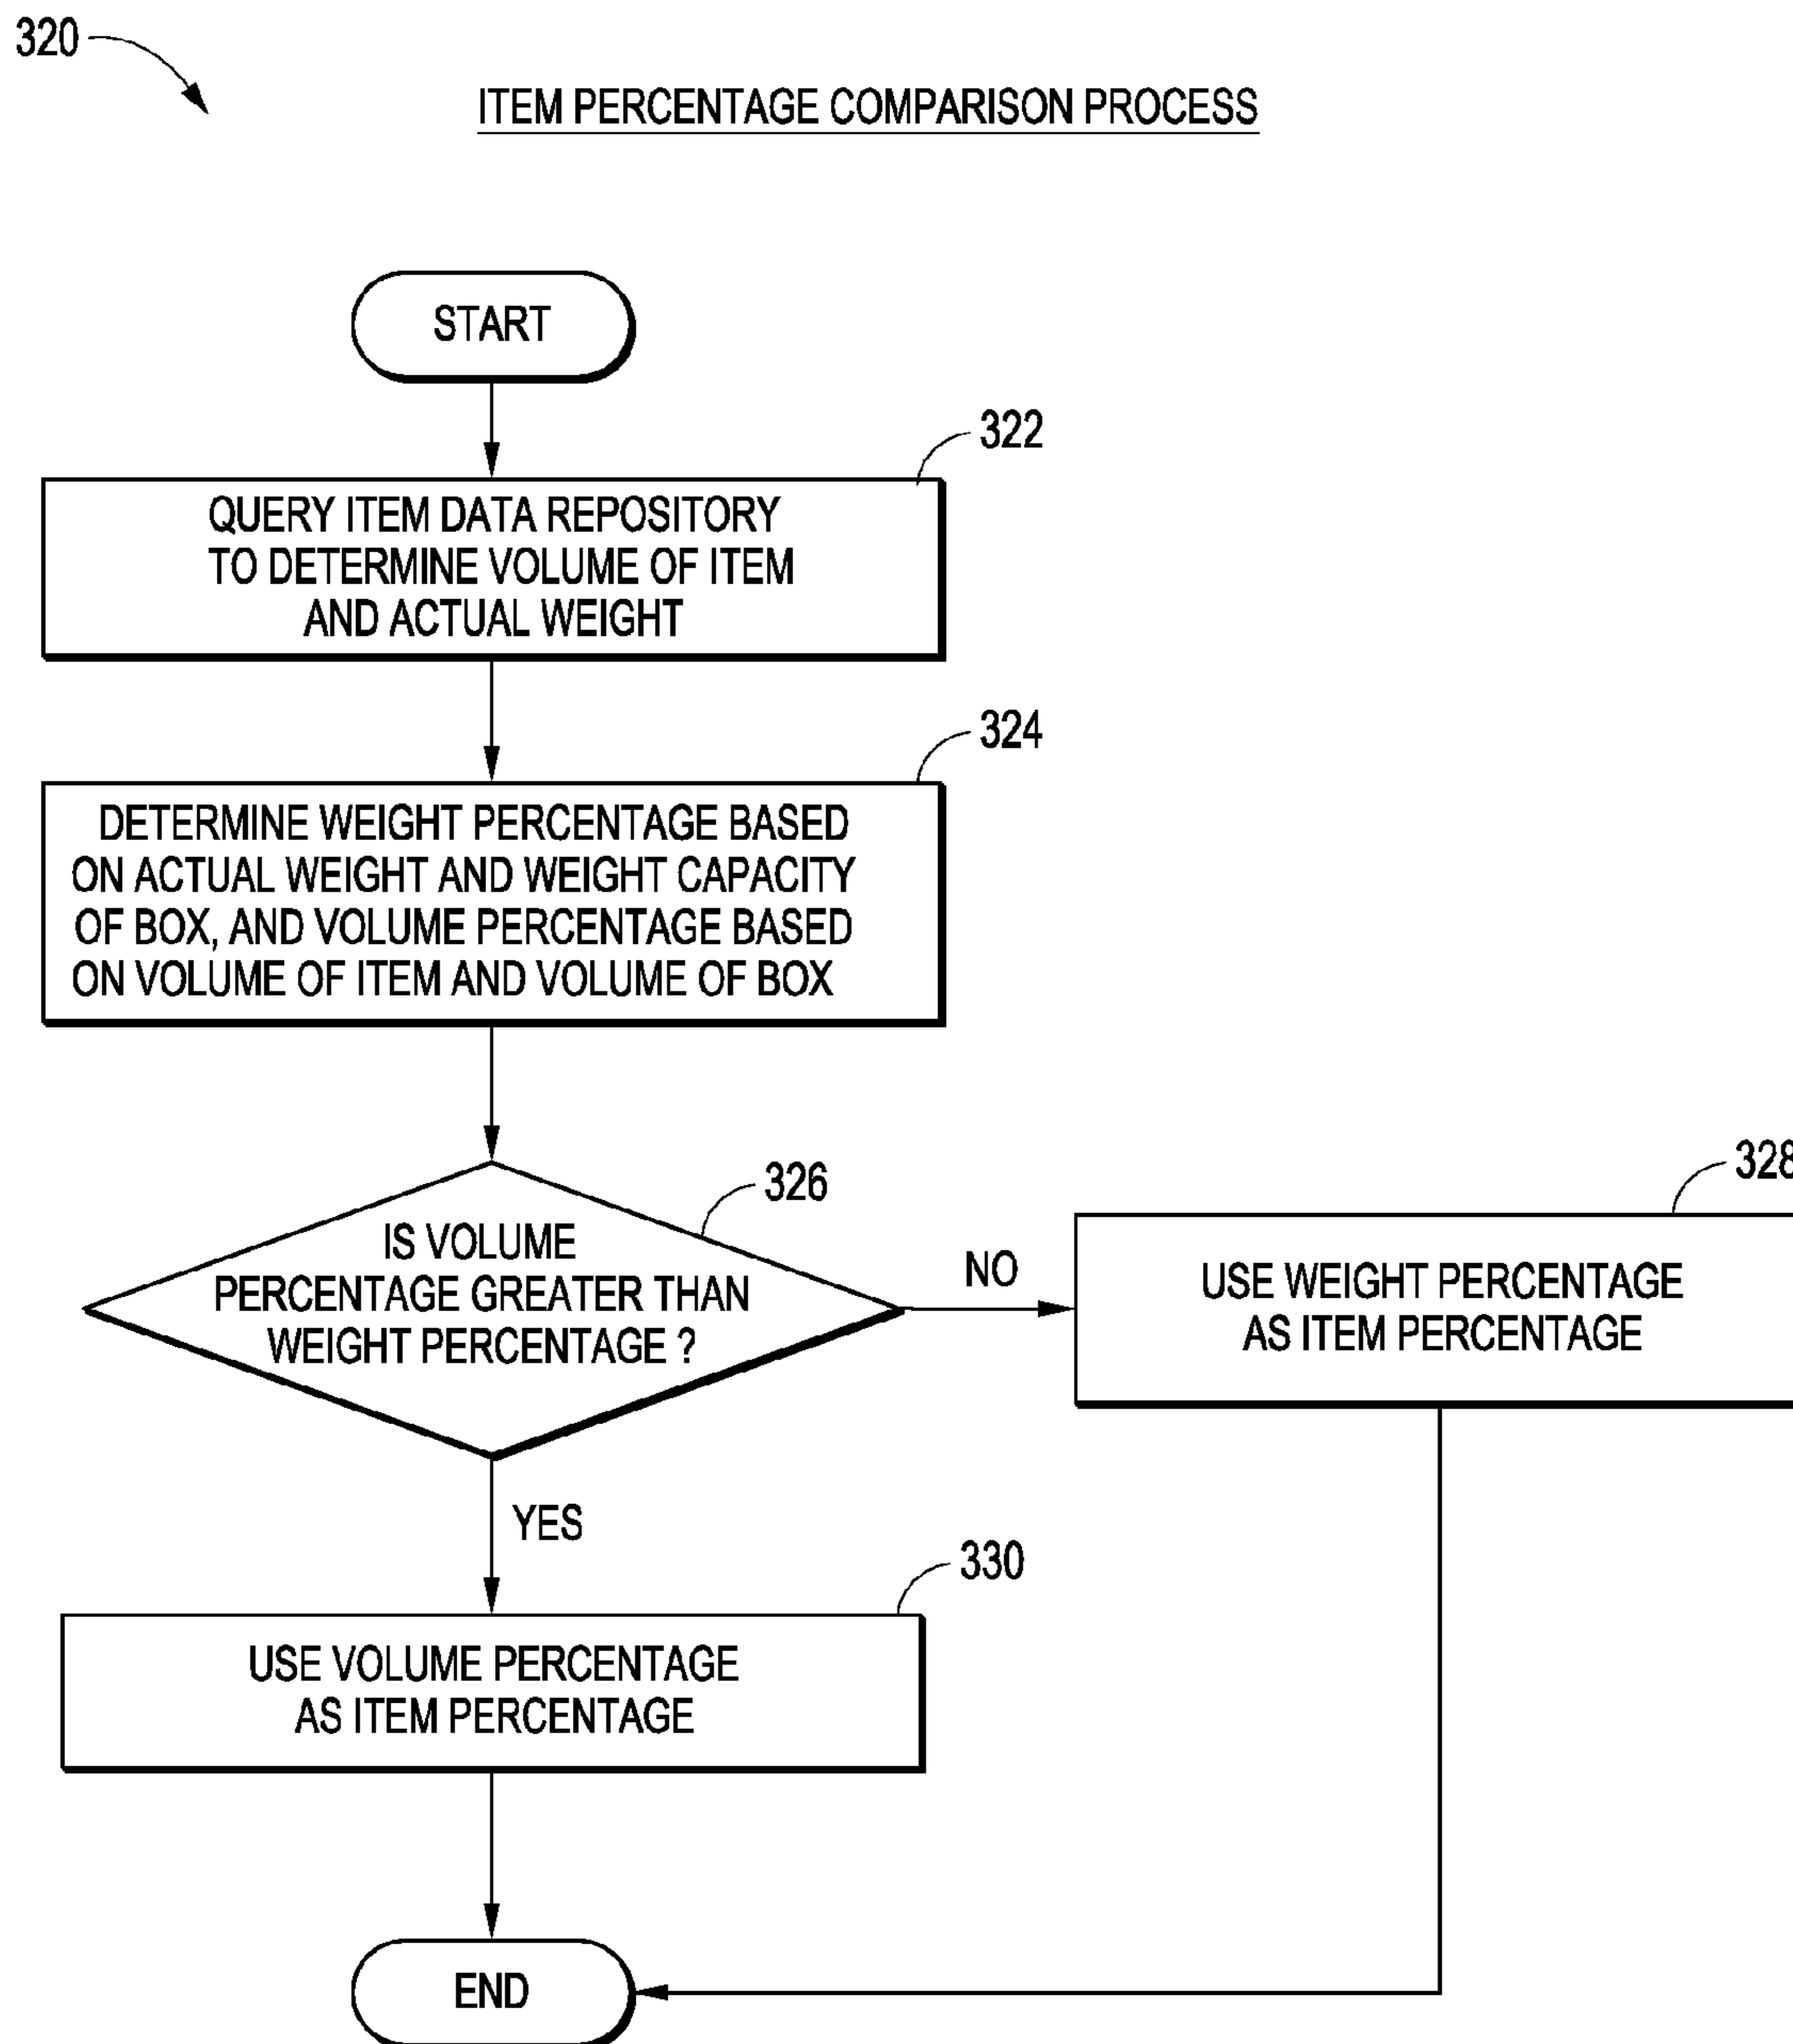 320
ITEM PERCENTAGE COMPARISON PROCESS
START
322
QUERY ITEM DATA REPOSITORY
TO DETERMINE VOLUME OF ITEM
AND ACTUAL WEIGHT
324
DETERMINE WEIGHT PERCENTAGE BASED
ON ACTUAL WEIGHT AND WEIGHT CAPACITY
OF BOX, AND VOLUME PERCENTAGE BASED
ON VOLUME OF ITEM AND VOLUME OF BOX
326
IS VOLUME
PERCENTAGE GREATER THAN
WEIGHT PERCENTAGE ?
NO
328
USE WEIGHT PERCENTAGE
AS ITEM PERCENTAGE
YES
330
USE VOLUME PERCENTAGE
AS ITEM PERCENTAGE
END